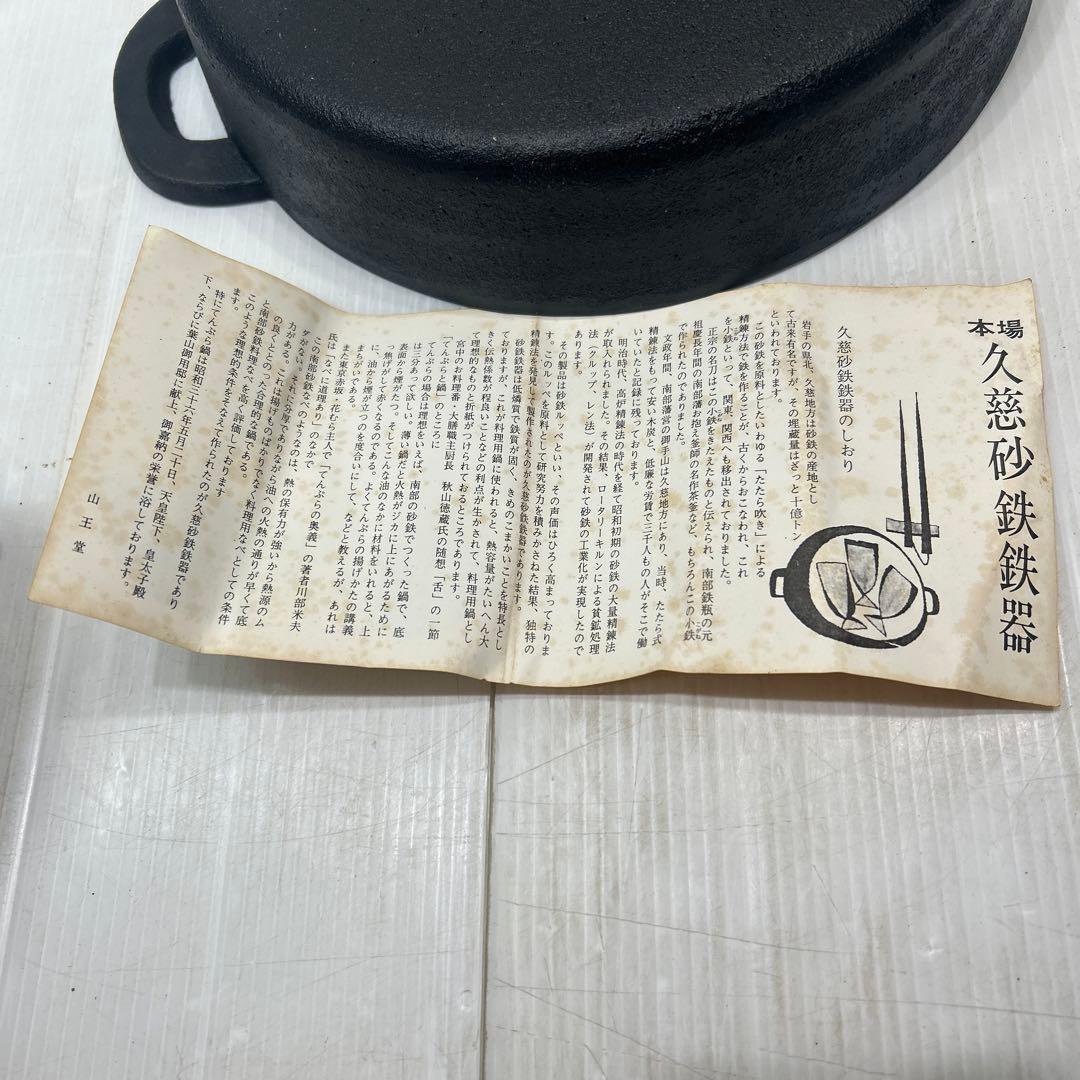 本場
久慈砂鉄鉄器
久慈砂鉄鉄器のしおり
岩手の県北、久慈地方は砂鉄の産地とし
て古来有名ですが、その埋蔵量はざっと十億トン
といわれております。
この砂鉄を原料としたいわゆる「たたら吹き」による
精錬方法で鉄を作ることが、古くからおこなわれ、これ
を小鉄といって、関東、関西へも移出されておりました。
正宗の名刀はこの小鉄をきたえたものと伝えられ、南部鉄瓶の元
祖慶長年間の南部藩お抱え釜師の名作茶釜など、もちろんこの小鉄
で作られたのでありました。
文政年間、南部藩営の御手山は久慈地方にあり、当時、たたら式
精錬法をもって安い木炭と、低廉な労賃で三千人もの人がそこで働
いていたと記録に残っております。
明治時代、高炉精錬法の時代を経て昭和初期の砂鉄の大量精錬法
が取入れられました。その結果、ロータリーキルンによる貧鉱処理
法（クルップ、レン法）が開発されて砂鉄の工業化が実現したので
す。このルッペを原料として研究努力を積みかさねた結果、独特の
その製品は砂鉄ルッペといい、その声価はひろく高まっておりま
精錬法を発見して製作されたのが久慈砂鉄鉄器であります。
砂鉄鉄器は低燐質で鉄質が固く、きめのこまかいことを特長とし
ておりますが、これが料理用鍋に使われると、熱容量がたいへん大
きく伝熱係数が程良いことなどの利点が生かされて、料理用鍋とし
て理想的なものと折紙がつけられておるところであります。
宮中のお料理番・大膳職主厨長　秋山徳蔵氏の随想「舌」の一節
「てんぷらと鍋」のところに
てんぷらの場合は理想をいえば、南部の砂鉄でつくった鍋で、底
は三分あって欲しい。薄い鍋だと火熱がジカに上にあがるために
表面から煙がたつ。そしてこんな油のなかに材料をいれると、上
っ焦げがして赤くなるのである。よくてんぷらの揚げかたの講義
に、油から煙が立つのを度合いにして、などと教えるが、あれは
まちがいである。
また東京赤坂・花むら主人で「てんぷらの奥義」の著者川部米夫
氏は「なべに道理あり」のなかで
この南部砂鉄なべのようなのは、熱の保有力が強いから熱源のム
ダがない。それに分厚でありながら油への火熱の通りが早くて底
力がある。これは揚げものばかりでなく料理用なべとしての条件
の良くととのった合理的な鍋である。
と南部砂鉄料理なべを高く評価しております
このような理想的条件をそなえて作られたのが久慈砂鉄鉄器であり
ます。
特にてんぷら鍋は昭和三十六年五月二十日、天皇陛下、皇太子殿
下、ならびに葉山御用邸に献上、御嘉納の栄誉に浴しております。
山王堂